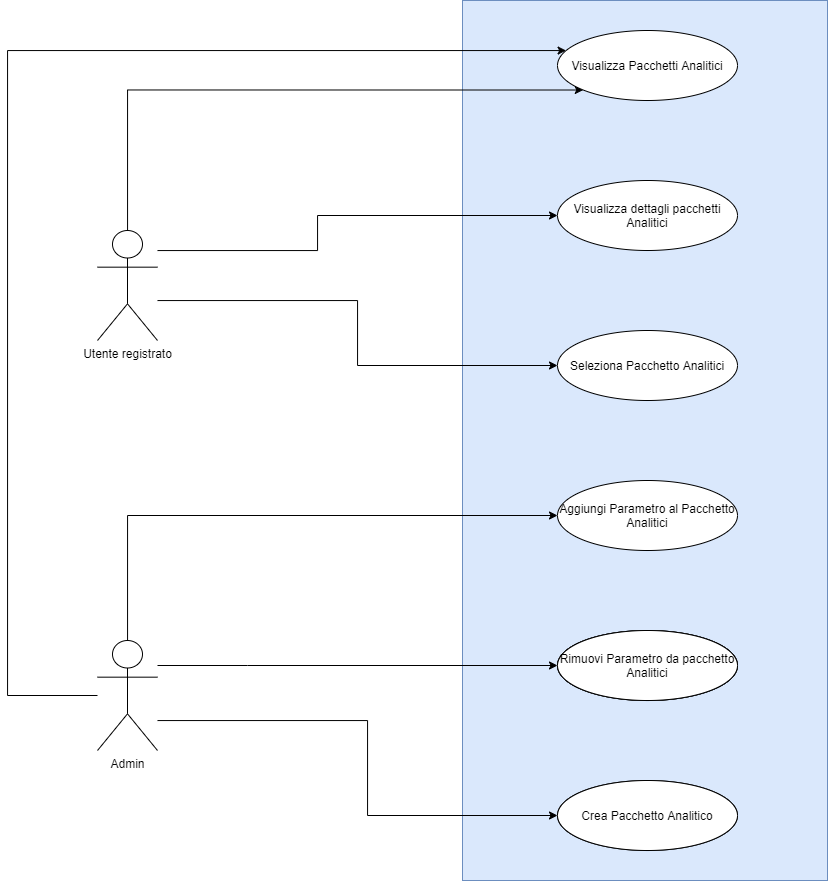 Visualizza Pacchetti Analitici
Visualizza dettagli pacchetti
Analitici
Utente registrato
Seleziona Pacchetto Analitici
Aggiungi Parametro al Pacchetto
Analitici
Rimuovi Parametro da pacchetto
Analitici
Admin
Crea Pacchetto Analitico